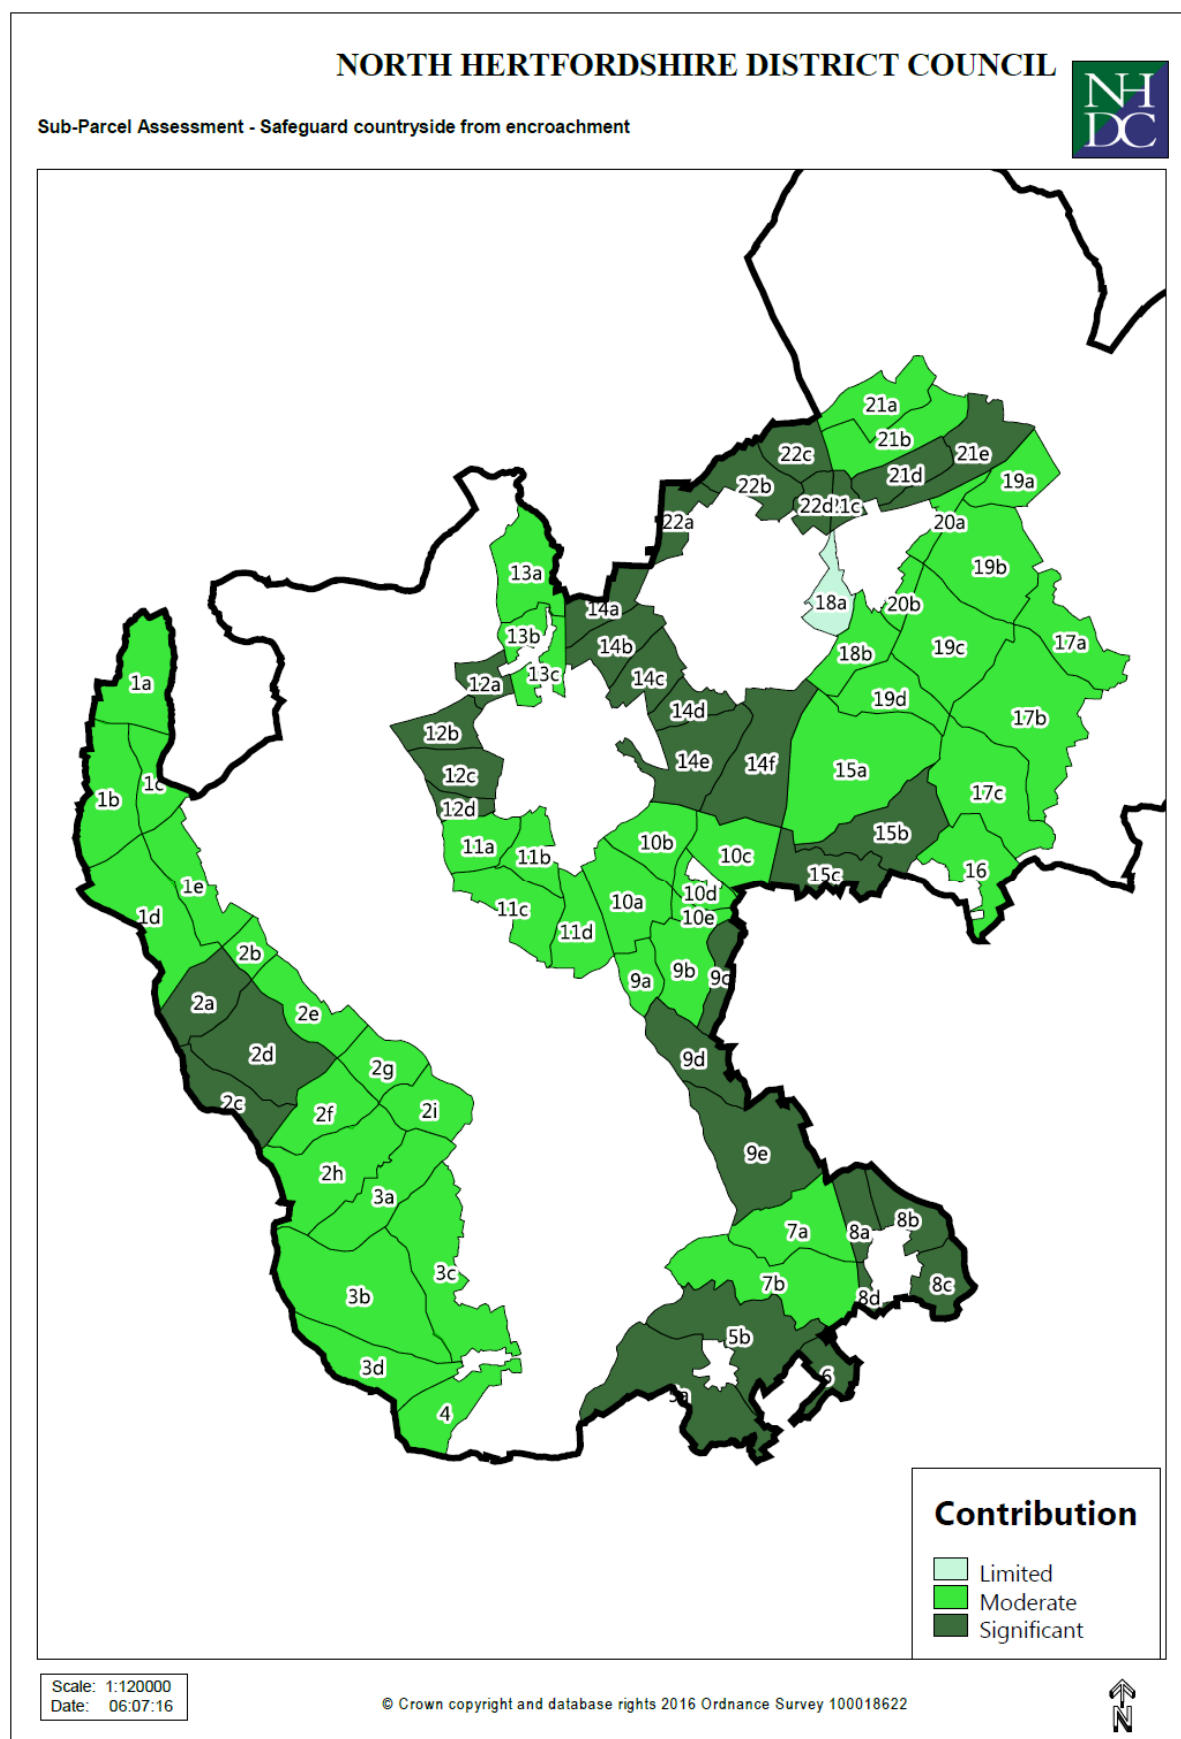 NORTH HERTFORDSHIRE DISTRICT COUNCIL
NH
DC
Sub-Parcel Assessment - Safeguard countryside from encroachment
21a
21b
22c
21e
21d
19a
22b
22d
21c
22a
20a
19b
13a
18a
20b
14a
13b
14b
18b
19c
17a
13c
14c
12a
1a
19d
14d
17b
12b
14e
14f
15a
12c
1c
17c
1b
12d
15b
10b
11a
11b
10c
16
15c
1e
10d
10a
11c
1d
10e
11d
2b
9b
9a
9c
2a
2e
2d
9d
2g
2c
2f
2i
9e
2h
3a
8b
7a
8a
3c
7b
8c
3b
8d
5b
3d
6
5a
4
Contribution
Limited
Moderate
Significant
Scale: 1:120000
Date: 06:07:16
© Crown copyright and database rights 2016 Ordnance Survey 100018622
N